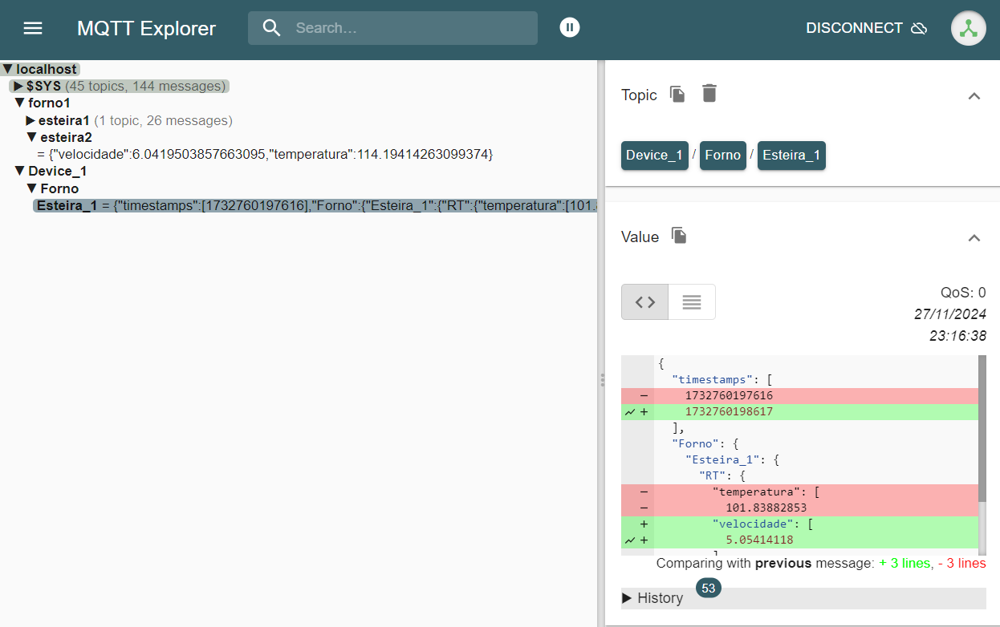 MQTT Explorer
Search...
DISCONNECT
▼ localhost
▶ $SYS (45 topics, 144 messages)
▼ forno1
▶ esteira1 (1 topic, 26 messages)
▼ esteira2
= {"velocidade":6.0419503857663095,"temperatura":114.19414263099374}
▼ Device_1
▼ Forno
Esteira_1 = {"timestamps":[1732760197616],"Forno":{"Esteira_1":{"RT":{"temperatura":[101.
Topic
Device_1 / Forno / Esteira_1
Value
QoS: 0
27/11/2024
23:16:38
{
"timestamps": [
- 1732760197616
+ 1732760198617
],
"Forno": {
"Esteira_1": {
"RT": {
- "temperatura": [
- 101.83882853
+ "velocidade": [
+ 5.05414118
Comparing with previous message: + 3 lines, - 3 lines
▶ History 53